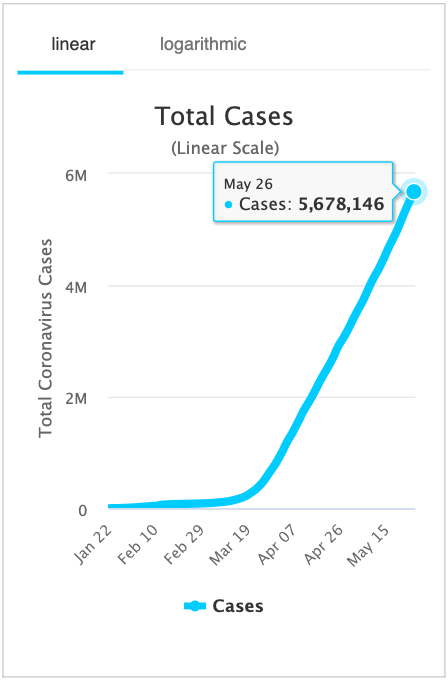 linear logarithmic
Total Cases
(Linear Scale)
May 26
Cases: 5,678,146
Total Coronavirus Cases
6M
4M
2M
0
Jan 22 Feb 10 Feb 29 Mar 19 Apr 07 Apr 26 May 15
Cases